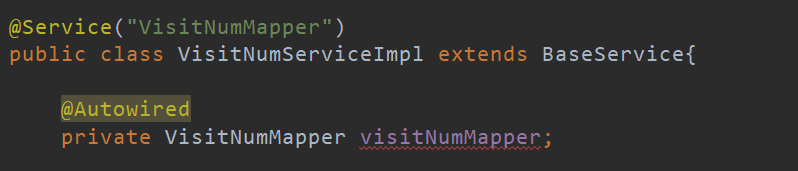 @Service("VisitNumMapper")
public class VisitNumServiceImpl extends BaseService{
@Autowired
private VisitNumMapper visitNumMapper;